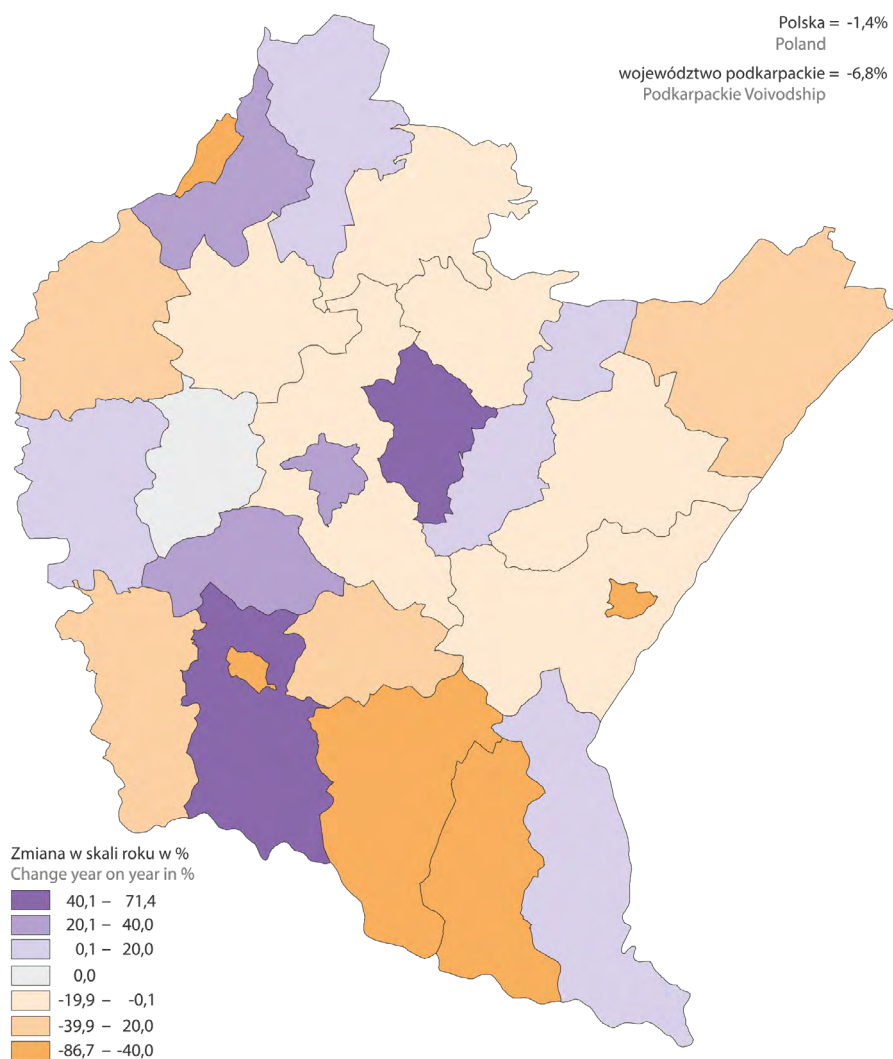 Polska = -1,4%
Poland
województwo podkarpackie = -6,8%
Podkarpackie Voivodship
Zmiana w skali roku w %
Change year on year in %
40,1 – 71,4
20,1 – 40,0
0,1 – 20,0
0,0
-19,9 – -0,1
-39,9 – 20,0
-86,7 – -40,0